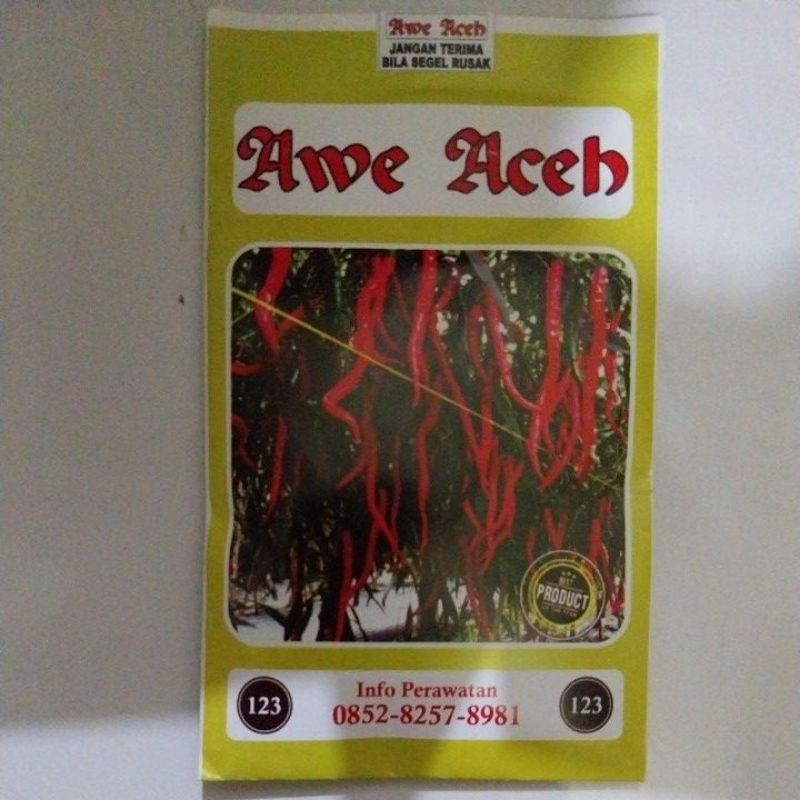 Awe Aceh
JANGAN TERIMA
BILA SEGEL RUSAK
Awe Aceh
PRODUCT
Info Perawatan
0852-8257-8981
123
123